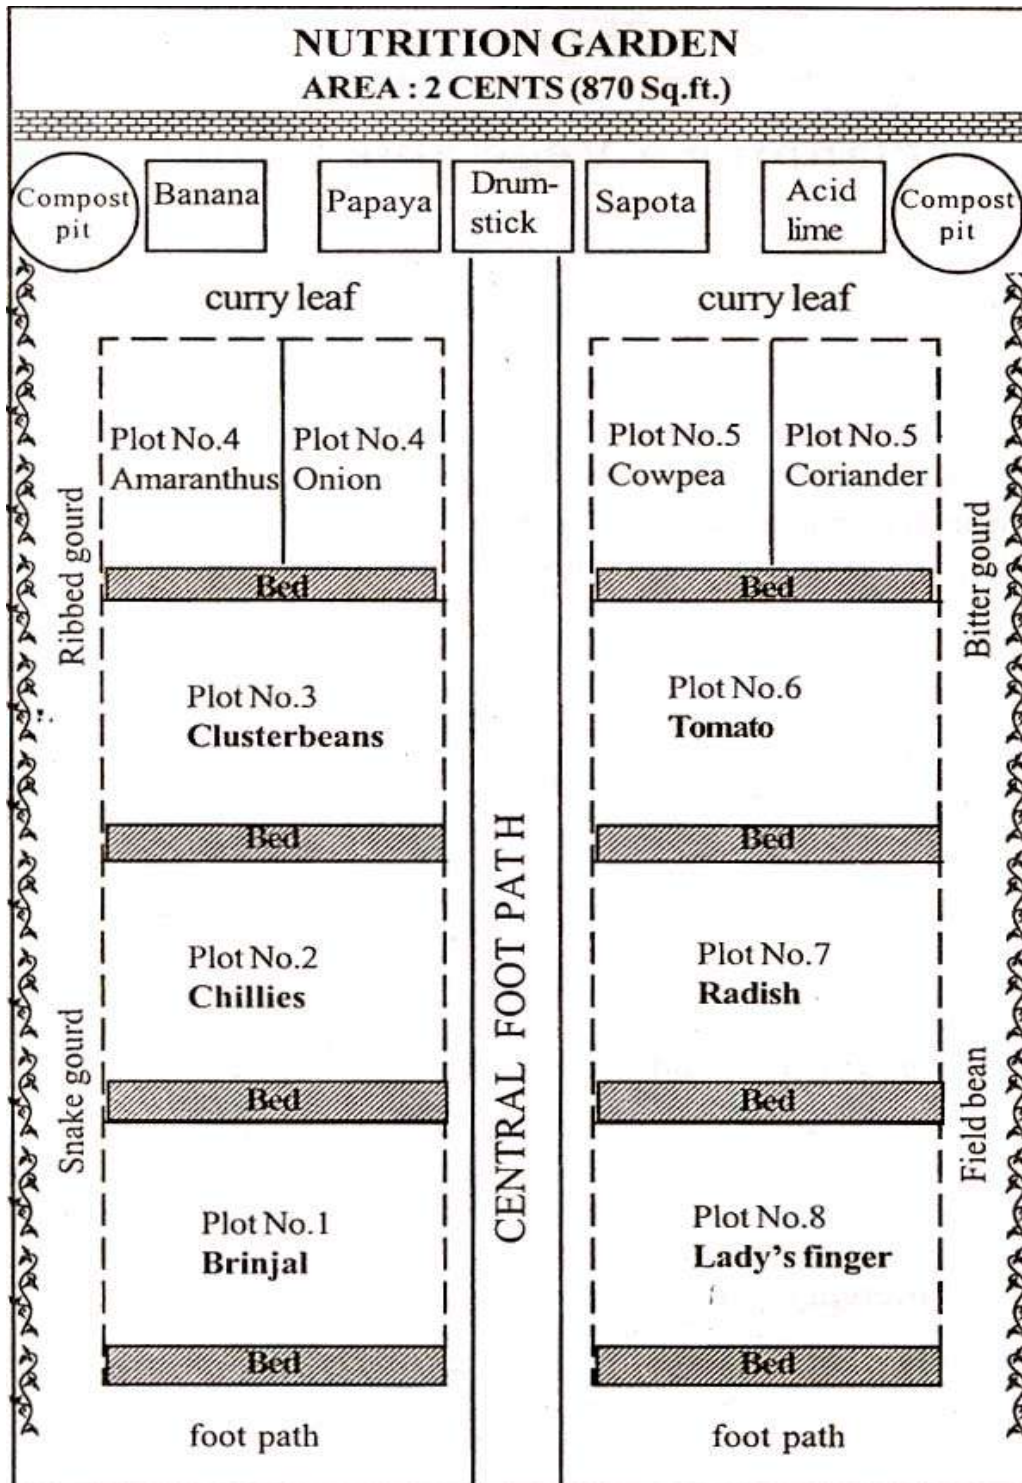 NUTRITION GARDEN
AREA : 2 CENTS (870 Sq.ft.)
Compost
pit
Banana
Papaya
Drum-
stick
Sapota
Acid
lime
Compost
pit
curry leaf
curry leaf
Plot No.4
Amaranthus
Plot No.4
Onion
Plot No.5
Cowpea
Plot No.5
Coriander
Ribbed gourd
Bitter gourd
Bed
Bed
Plot No.3
Clusterbeans
Plot No.6
Tomato
Bed
Bed
CENTRAL FOOT PATH
Plot No.2
Chillies
Plot No.7
Radish
Snake gourd
Field bean
Bed
Bed
Plot No.1
Brinjal
Plot No.8
Lady's finger
Bed
Bed
foot path
foot path